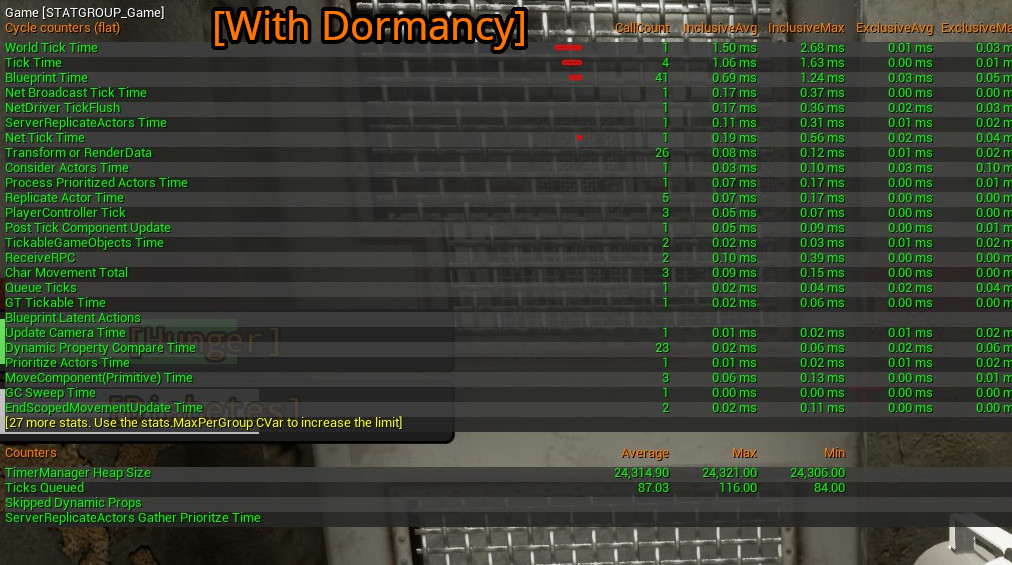 Game [STATGROUP_Game]
[With Dormancy]
Cycle counters (flat) CallCount InclusiveAvg InclusiveMax ExclusiveAvg ExclusiveMa
World Tick Time 1 1.50 ms 2.68 ms 0.01 ms 0.03 m
Tick Time 4 1.06 ms 1.63 ms 0.00 ms 0.01 m
Blueprint Time 41 0.69 ms 1.24 ms 0.03 ms 0.05 m
Net Broadcast Tick Time 1 0.17 ms 0.37 ms 0.00 ms 0.00 m
NetDriver TickFlush 1 0.17 ms 0.36 ms 0.02 ms 0.03 m
ServerReplicateActors Time 1 0.11 ms 0.31 ms 0.01 ms 0.02 m
Net Tick Time 1 0.19 ms 0.56 ms 0.02 ms 0.04 m
Transform or RenderData 26 0.08 ms 0.12 ms 0.01 ms 0.02 m
Consider Actors Time 1 0.03 ms 0.10 ms 0.03 ms 0.10 m
Process Prioritized Actors Time 1 0.07 ms 0.17 ms 0.00 ms 0.01 m
Replicate Actor Time 5 0.07 ms 0.17 ms 0.00 ms 0.00 m
PlayerController Tick 3 0.05 ms 0.07 ms 0.00 ms 0.00 m
Post Tick Component Update 1 0.05 ms 0.09 ms 0.00 ms 0.01 m
TickableGameObjects Time 2 0.02 ms 0.03 ms 0.01 ms 0.02 m
ReceiveRPC 2 0.10 ms 0.39 ms 0.00 ms 0.00 m
Char Movement Total 3 0.09 ms 0.15 ms 0.00 ms 0.00 m
Queue Ticks 1 0.02 ms 0.04 ms 0.02 ms 0.04 m
GT Tickable Time 1 0.02 ms 0.06 ms 0.00 ms 0.00 m
Blueprint Latent Actions
Update Camera Time 1 0.01 ms 0.02 ms 0.01 ms 0.02 m
[Hunger]
Dynamic Property Compare Time 23 0.02 ms 0.06 ms 0.02 ms 0.06 m
Prioritize Actors Time 1 0.01 ms 0.02 ms 0.01 ms 0.02 m
MoveComponent(Primitive) Time 3 0.06 ms 0.13 ms 0.00 ms 0.01 m
GC Sweep Time 1 0.00 ms 0.00 ms 0.00 ms 0.00 m
EndScopedMovementUpdate Time 2 0.02 ms 0.11 ms 0.00 ms 0.00 m
[Diabetes]
[27 more stats. Use the stats.MaxPerGroup CVar to increase the limit]
Counters Average Max Min
TimerManager Heap Size 24,314.90 24,321.00 24,306.00
Ticks Queued 87.03 116.00 84.00
Skipped Dynamic Props
ServerReplicateActors Gather Prioritze Time